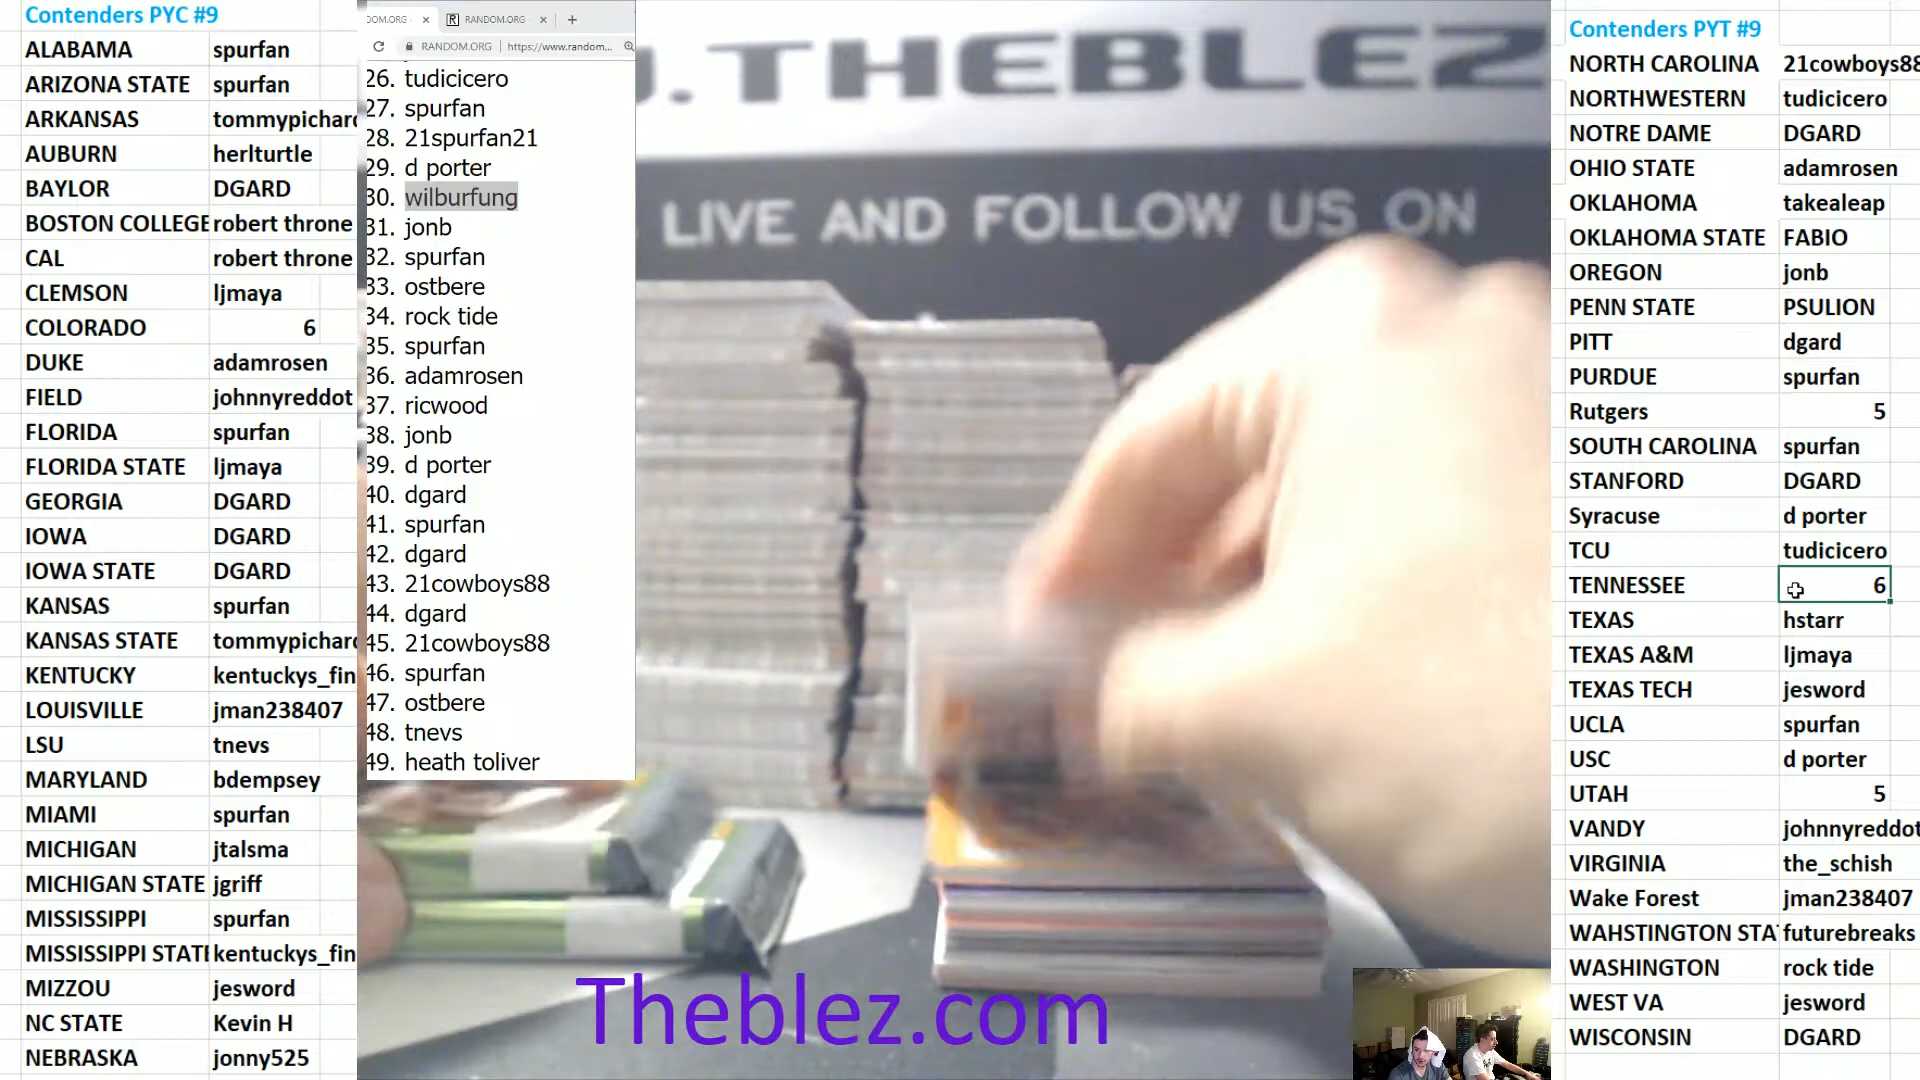 Contenders PYC #9
ALABAMA spurfan
ARIZONA STATE spurfan
ARKANSAS tommypichard
AUBURN herlturtle
BAYLOR DGARD
BOSTON COLLEGE robert throne
CAL robert throne
CLEMSON ljmaya
COLORADO 6
DUKE adamrosen
FIELD johnnyreddot
FLORIDA spurfan
FLORIDA STATE ljmaya
GEORGIA DGARD
IOWA DGARD
IOWA STATE DGARD
KANSAS spurfan
KANSAS STATE tommypichard
KENTUCKY kentuckys_fin
LOUISVILLE jman238407
LSU tnevs
MARYLAND bdempsey
MIAMI spurfan
MICHIGAN jtalsma
MICHIGAN STATE jgriff
MISSISSIPPI spurfan
MISSISSIPPI STATE kentuckys_fin
MIZZOU jesword
NC STATE Kevin H
NEBRASKA jonny525
DOM.ORG RANDOM.ORG
RANDOM.ORG https://www.random...
26. tudicicero
27. spurfan
28. 21spurfan21
29. d porter
30. wilburfung
31. jonb
32. spurfan
33. ostbere
34. rock tide
35. spurfan
36. adamrosen
37. ricwood
38. jonb
39. d porter
40. dgard
41. spurfan
42. dgard
43. 21cowboys88
44. dgard
45. 21cowboys88
46. spurfan
47. ostbere
48. tnevs
49. heath toliver
.THEBLEZ
LIVE AND FOLLOW US ON
Theblez.com
Contenders PYT #9
NORTH CAROLINA 21cowboys88
NORTHWESTERN tudicicero
NOTRE DAME DGARD
OHIO STATE adamrosen
OKLAHOMA takealeap
OKLAHOMA STATE FABIO
OREGON jonb
PENN STATE PSULION
PITT dgard
PURDUE spurfan
Rutgers 5
SOUTH CAROLINA spurfan
STANFORD DGARD
Syracuse d porter
TCU tudicicero
TENNESSEE 6
TEXAS hstarr
TEXAS A&M ljmaya
TEXAS TECH jesword
UCLA spurfan
USC d porter
UTAH 5
VANDY johnnyreddot
VIRGINIA the_schish
Wake Forest jman238407
WAHSTINGTON STA futurebreaks
WASHINGTON rock tide
WEST VA jesword
WISCONSIN DGARD